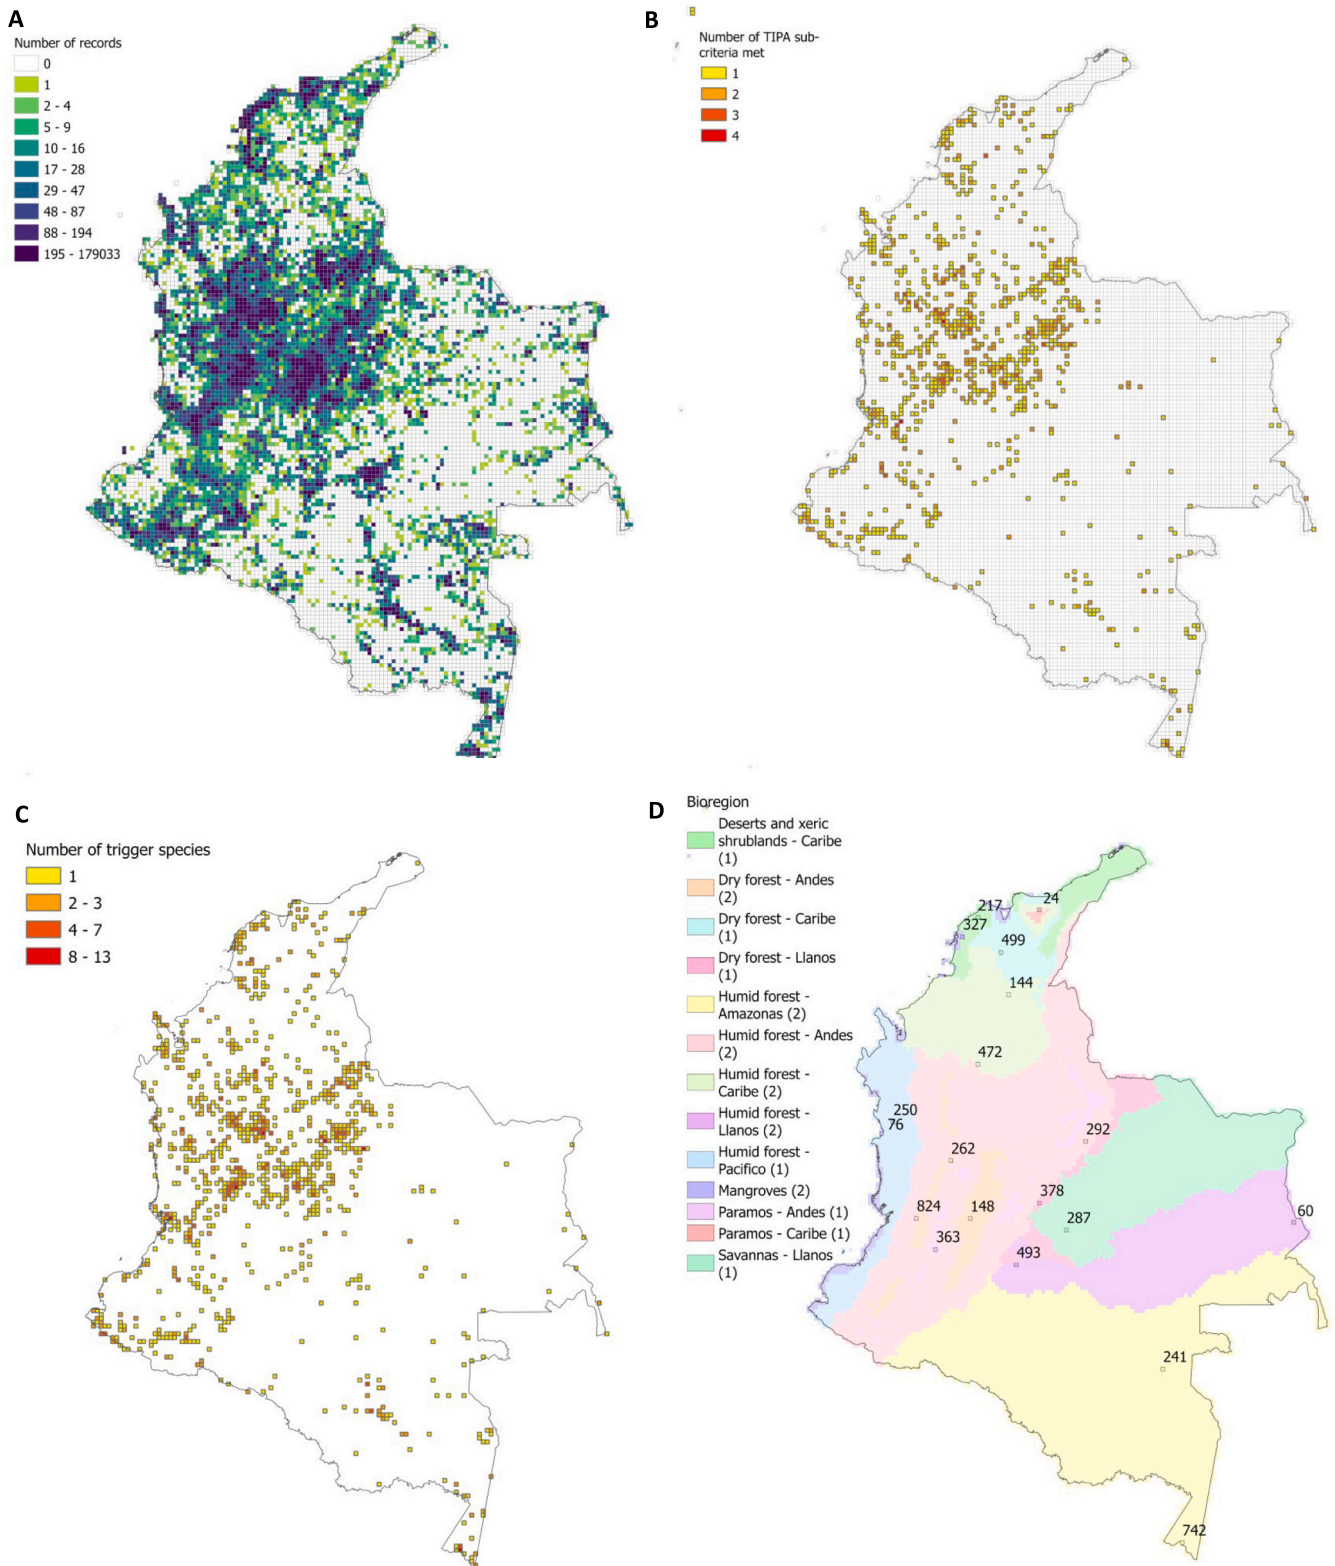 A
Number of records
0
1
2 - 4
5 - 9
10 - 16
17 - 28
29 - 47
48 - 87
88 - 194
195 - 179033
B
Number of TIPA sub-
criteria met
1
2
3
4
C
Number of trigger species
1
2 - 3
4 - 7
8 - 13
D
Bioregion
Deserts and xeric
shrublands - Caribe
(1)
Dry forest - Andes
(2)
Dry forest - Caribe
(1)
Dry forest - Llanos
(1)
Humid forest -
Amazonas (2)
Humid forest - Andes
(2)
Humid forest -
Caribe (2)
Humid forest -
Llanos (2)
Humid forest -
Pacifico (1)
Mangroves (2)
Paramos - Andes (1)
Paramos - Caribe (1)
Savannas - Llanos
(1)
24
217
327
499
144
472
250
76
292
262
378
824
148
60
287
363
493
241
742